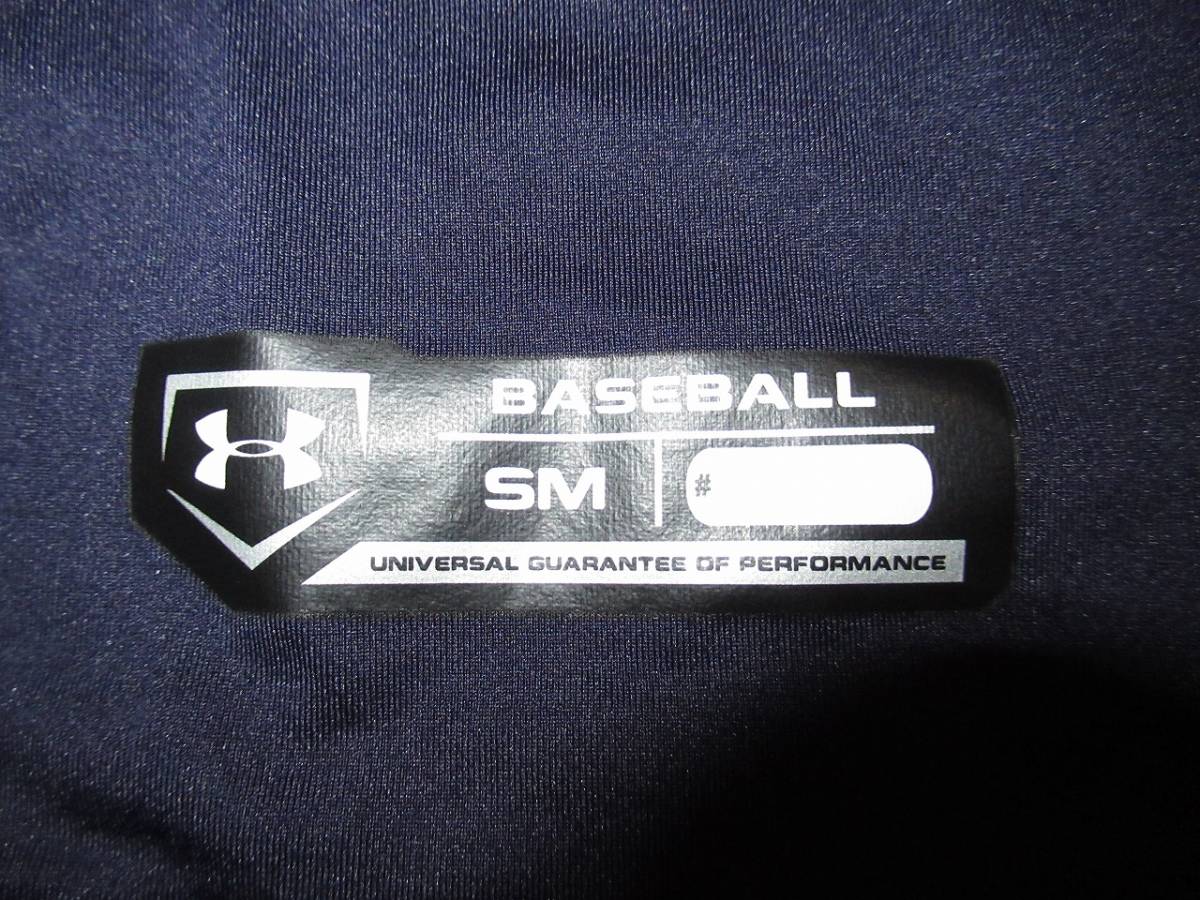 BASEBALL
SM
#
UNIVERSAL GUARANTEE OF PERFORMANCE